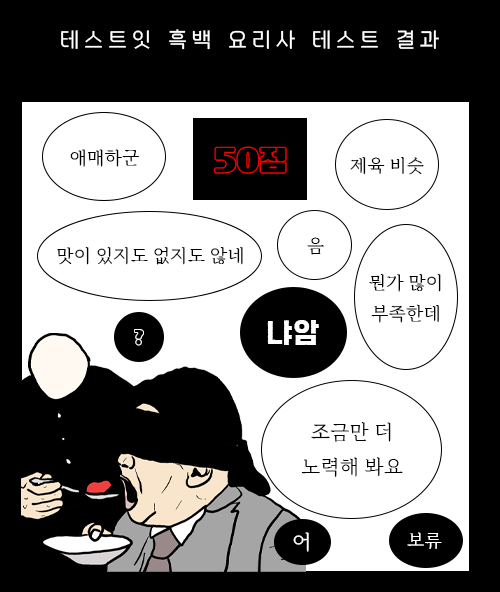 테스트잇 흑백 요리사 테스트 결과
애매하군
50점
제육 비슷
맛이 있지도 없지도 않네
음
뭔가 많이
부족한데
?
냐암
조금만 더
노력해 봐요
어
보류